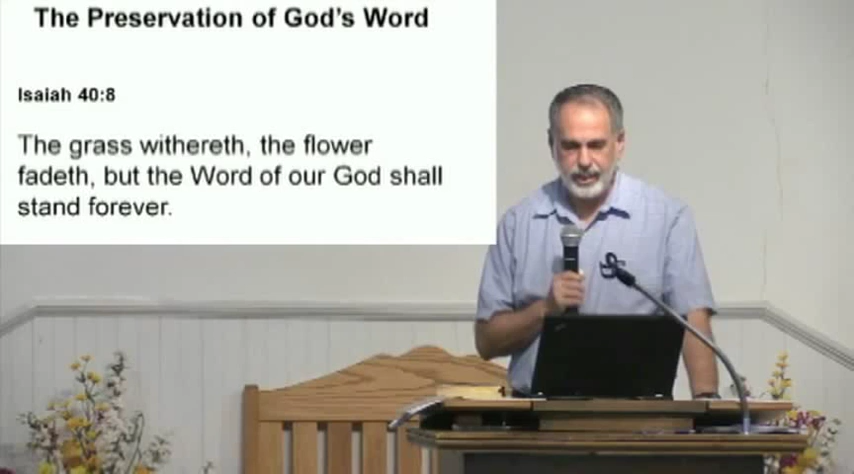 The Preservation of God's Word
Isaiah 40:8
The grass withereth, the flower
fadeth, but the Word of our God shall
stand forever.